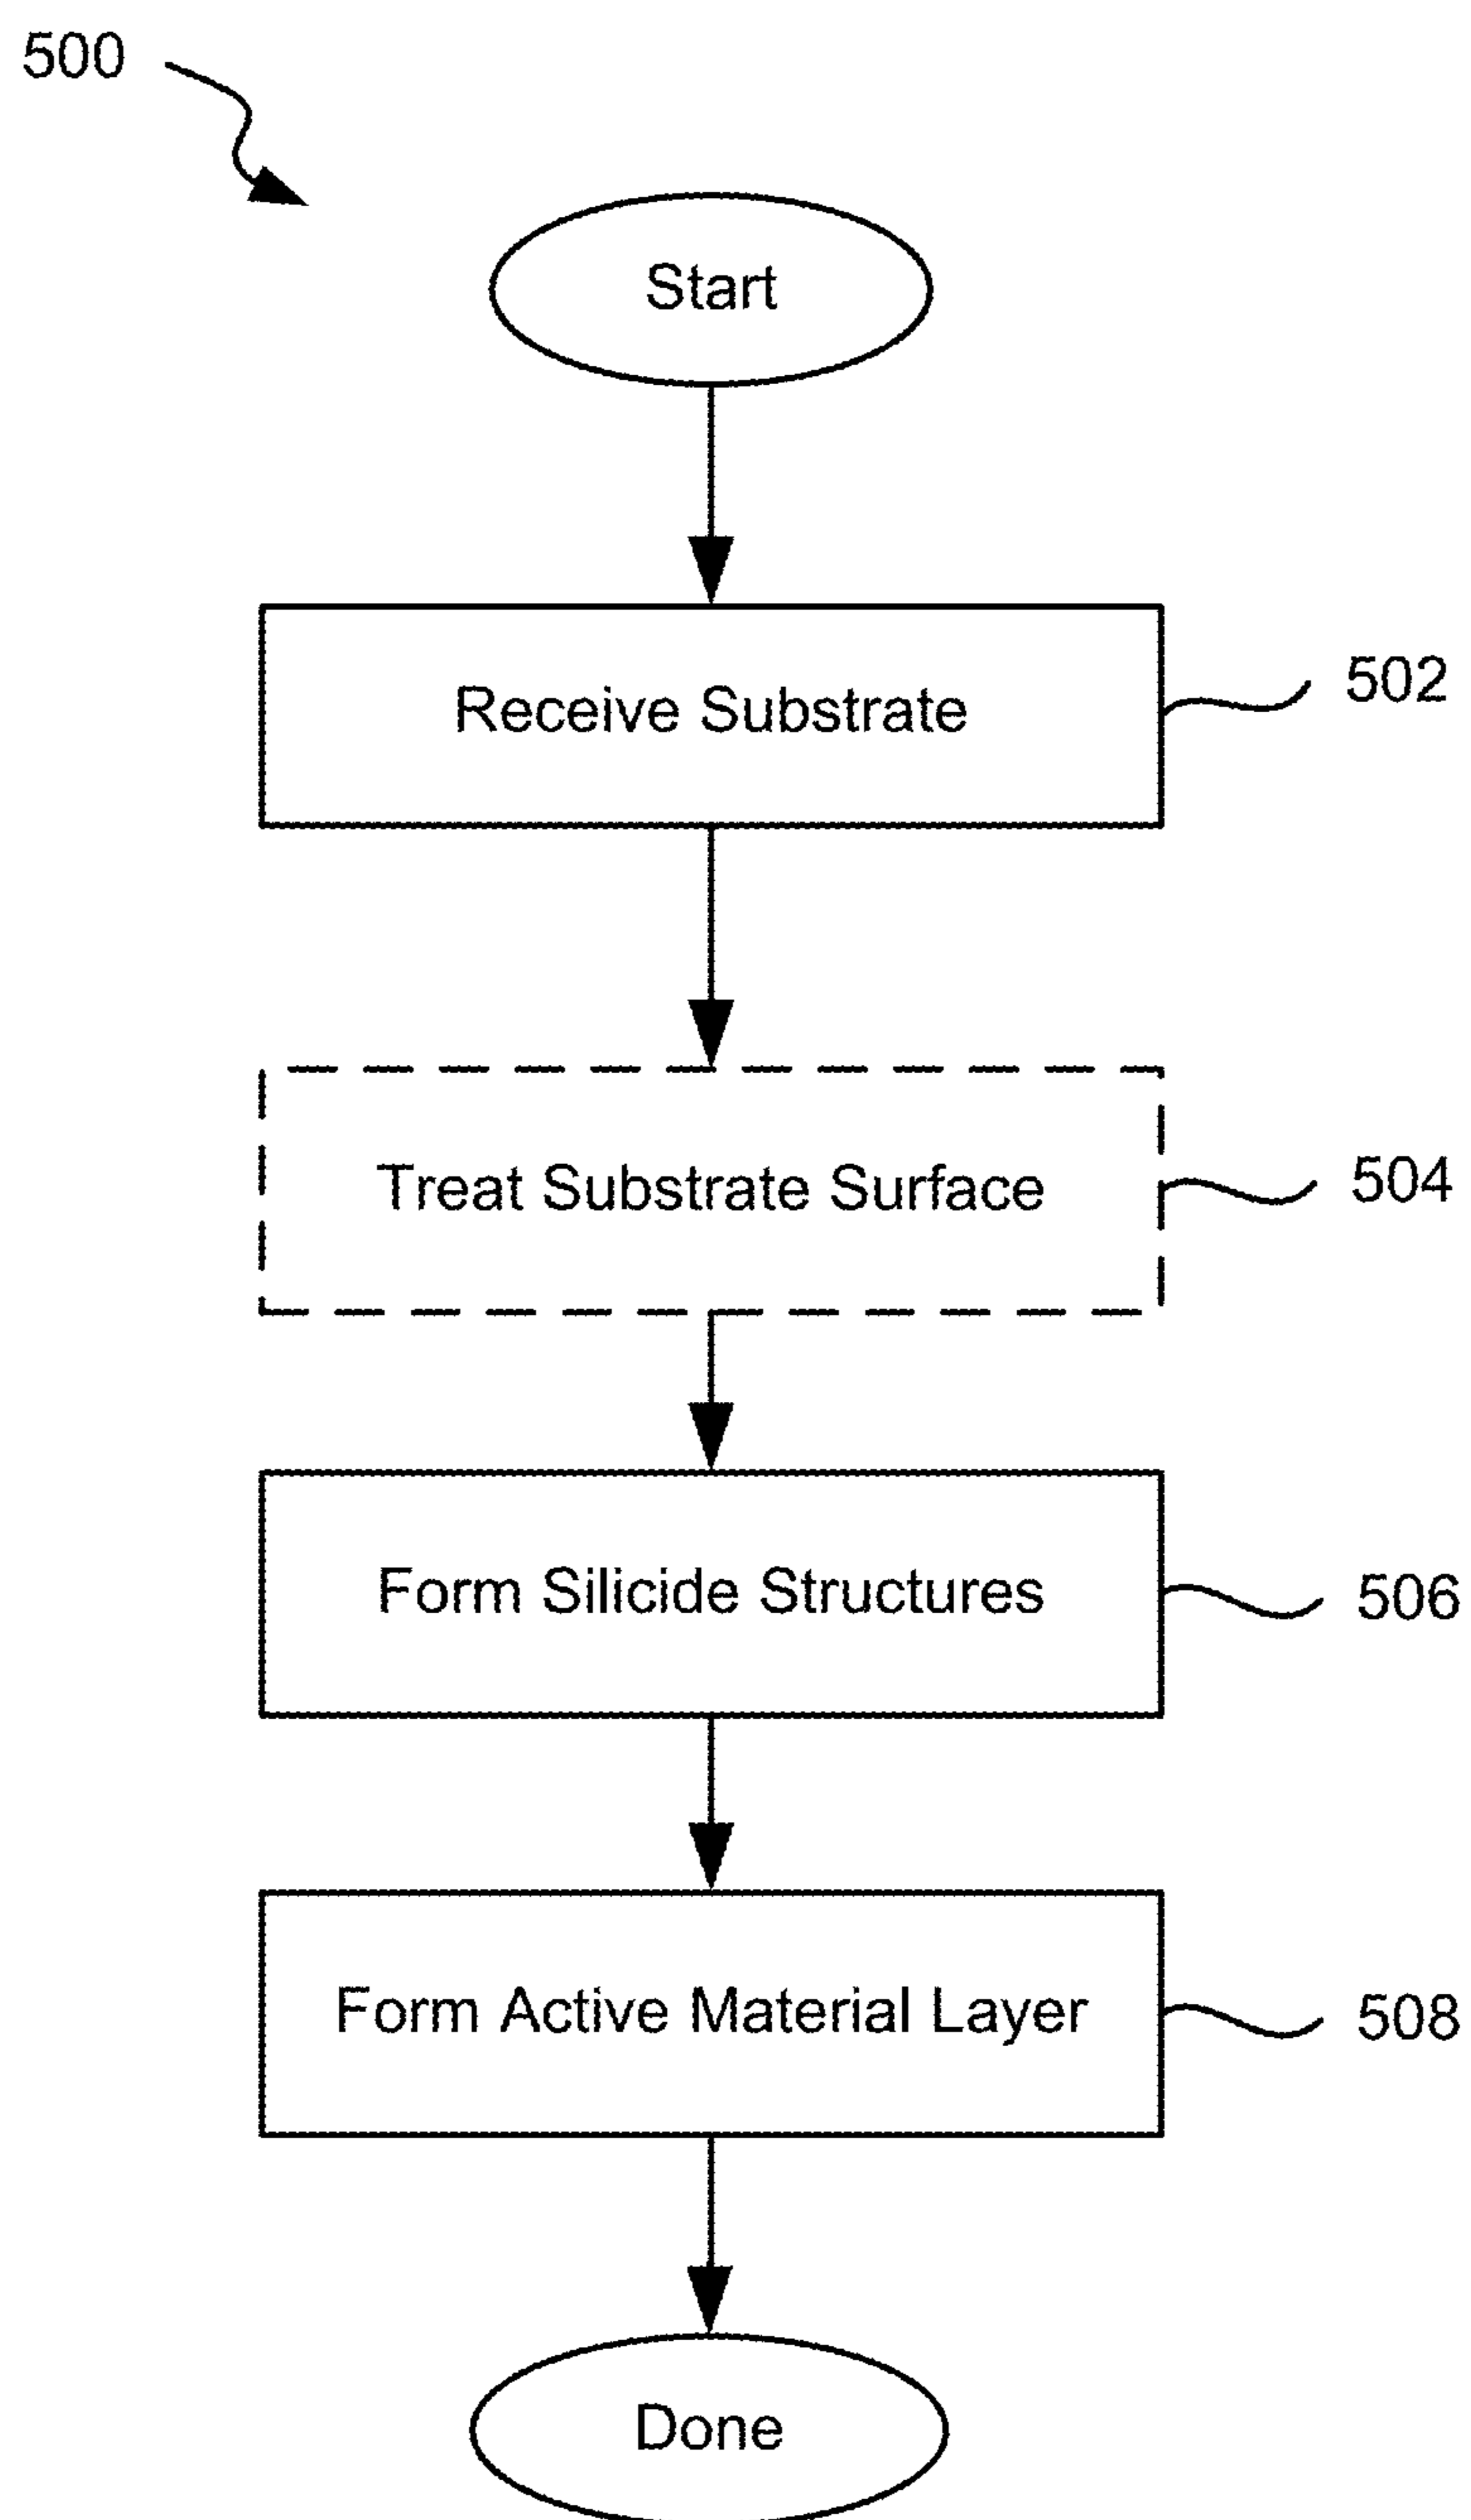 500
Start
Receive Substrate
502
Treat Substrate Surface
504
Form Silicide Structures
506
Form Active Material Layer
508
Done